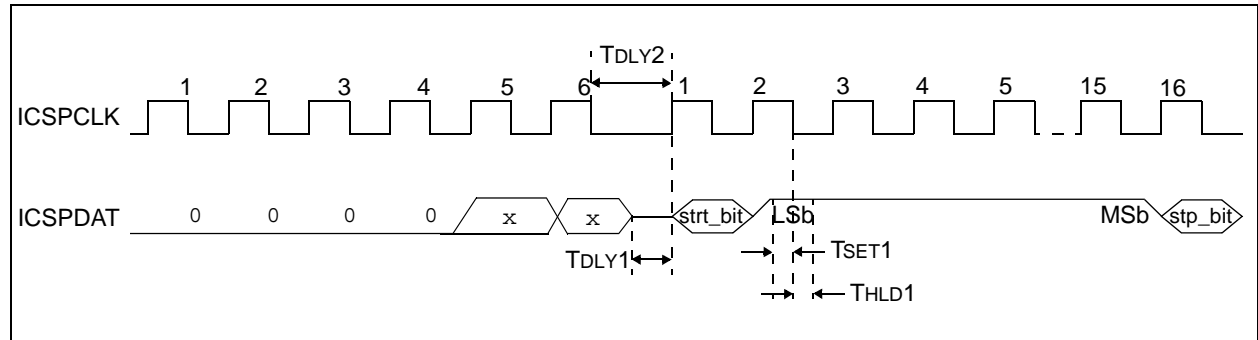 TDLY2
1 2 3 4 5 6 1 2 3 4 5 15 16
ICSPCLK
ICSPDAT 0 0 0 0 x x strt_bit LSb MSb stp_bit
TDLY1 TSET1
THLD1